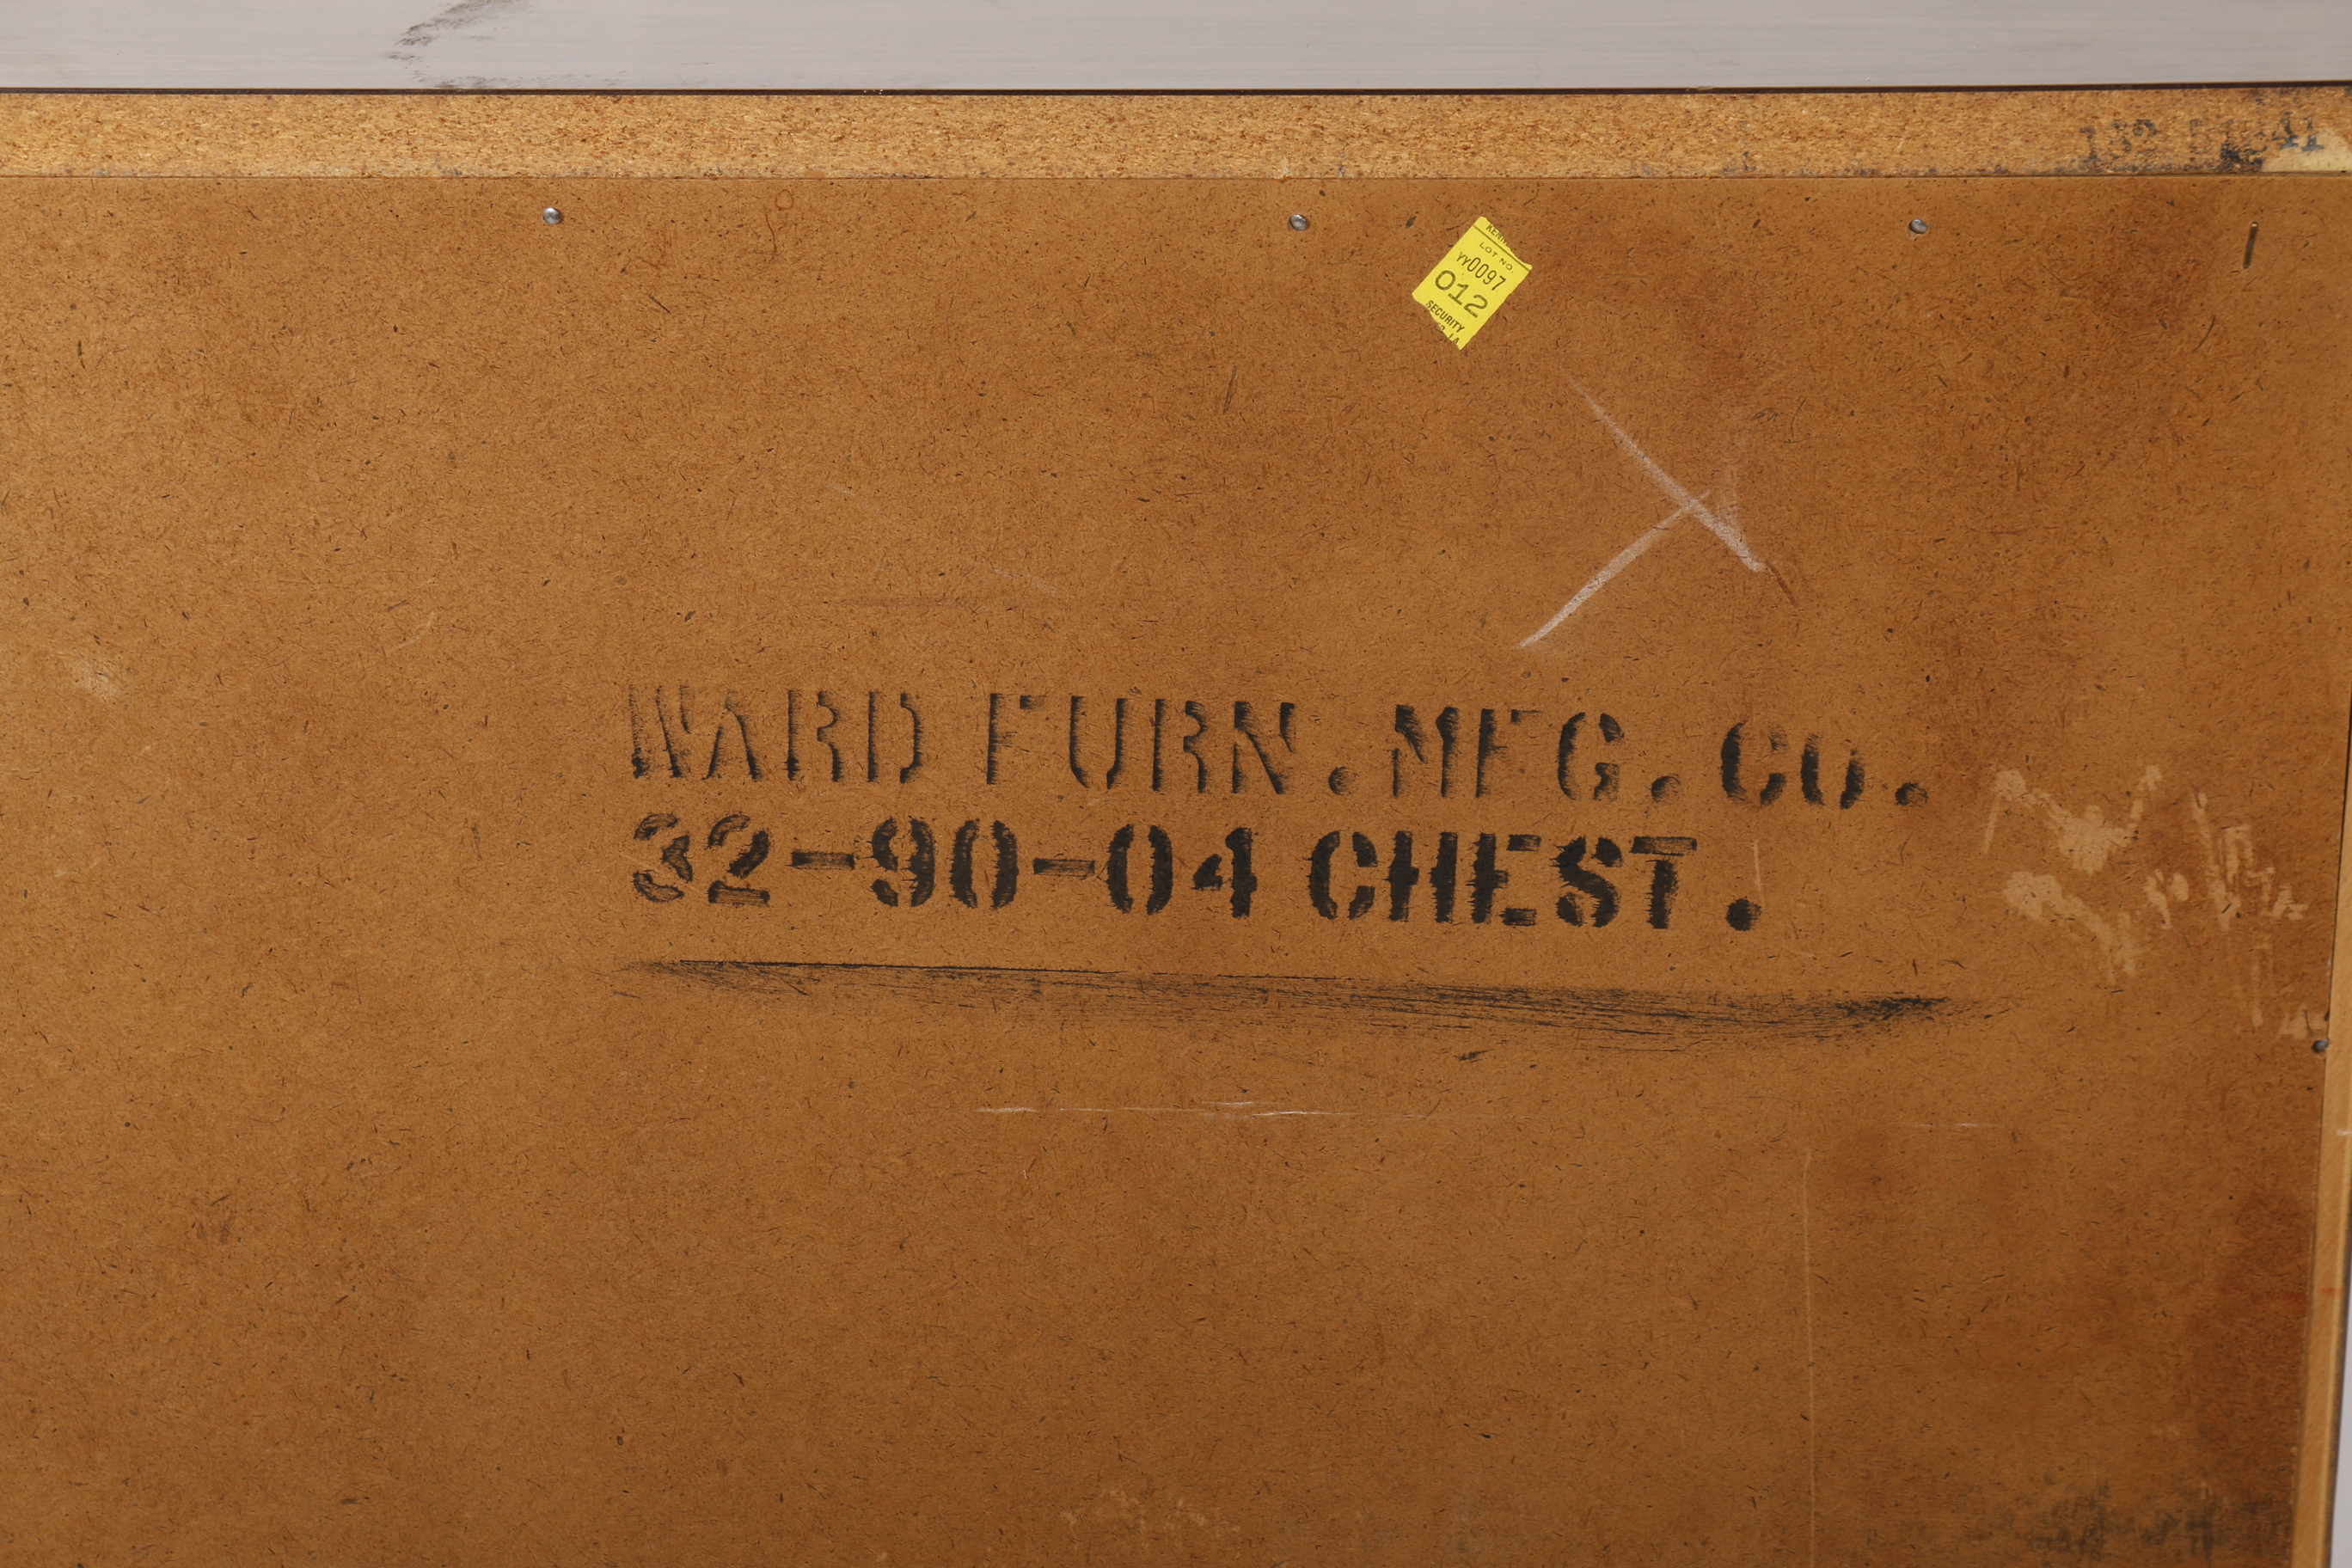 LOT NO.
YY0097
012
SECURITY
WARD FURN.MFG.CO.
32-90-04 CHEST.